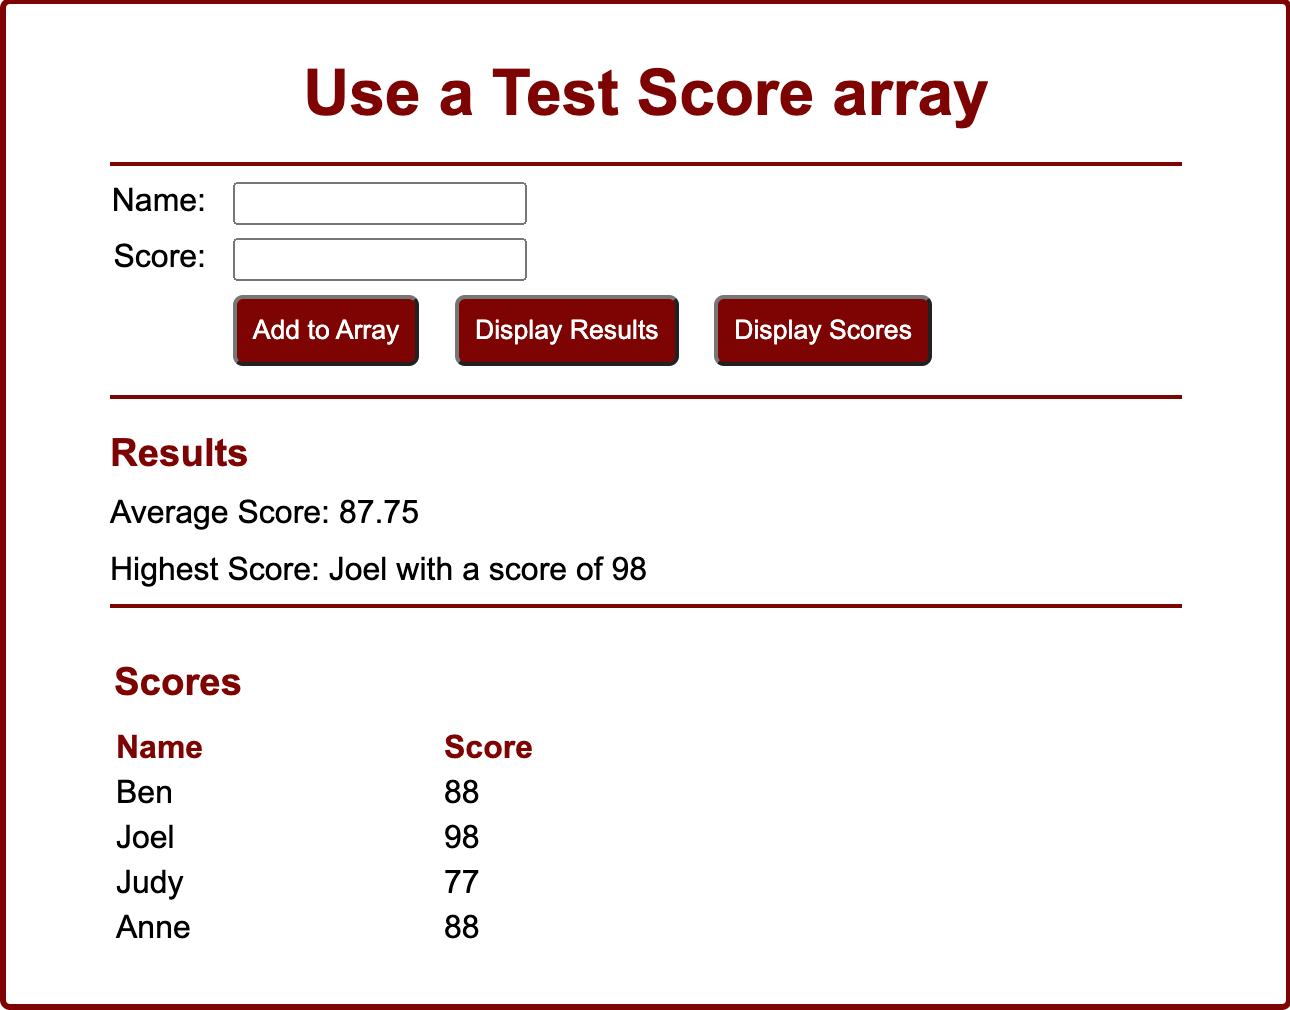 Use a Test Score array
Name:
Score:
Add to Array Display Results Display Scores
Results
Average Score: 87.75
Highest Score: Joel with a score of 98
Scores
Name Score
Ben 88
Joel 98
Judy 77
Anne 88